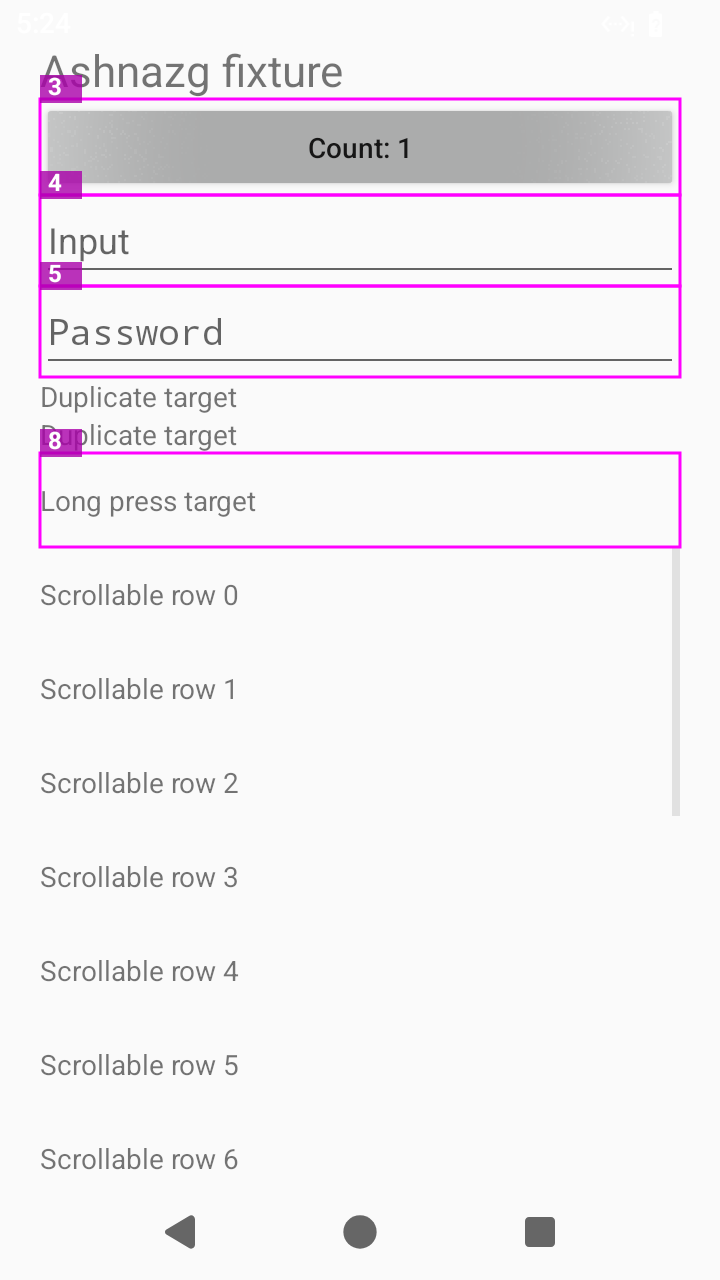 5:24
Ashnazg fixture
3
Count: 1
4
Input
5
Password
Duplicate target
Duplicate target
8
Long press target
Scrollable row 0
Scrollable row 1
Scrollable row 2
Scrollable row 3
Scrollable row 4
Scrollable row 5
Scrollable row 6